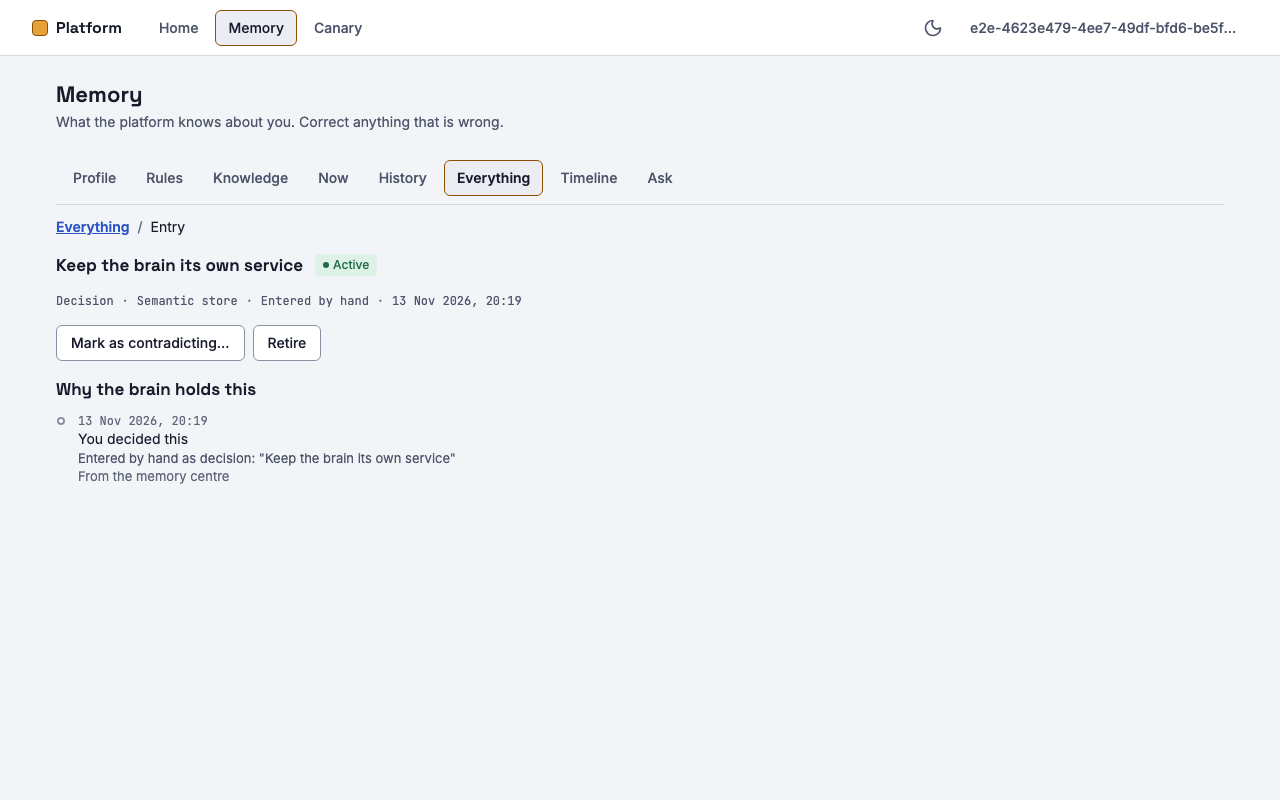 Platform
Home
Memory
Canary
e2e-4623e479-4ee7-49df-bfd6-be5f...
Memory
What the platform knows about you. Correct anything that is wrong.
Profile
Rules
Knowledge
Now
History
Everything
Timeline
Ask
Everything / Entry
Keep the brain its own service
Active
Decision · Semantic store · Entered by hand · 13 Nov 2026, 20:19
Mark as contradicting...
Retire
Why the brain holds this
13 Nov 2026, 20:19
You decided this
Entered by hand as decision: "Keep the brain its own service"
From the memory centre